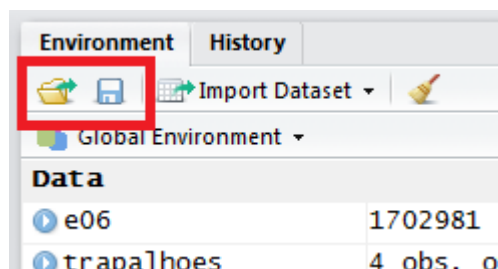 Environment History
Import Dataset
Global Environment
Data
e06 1702981
trapalhoes 4 obs. o